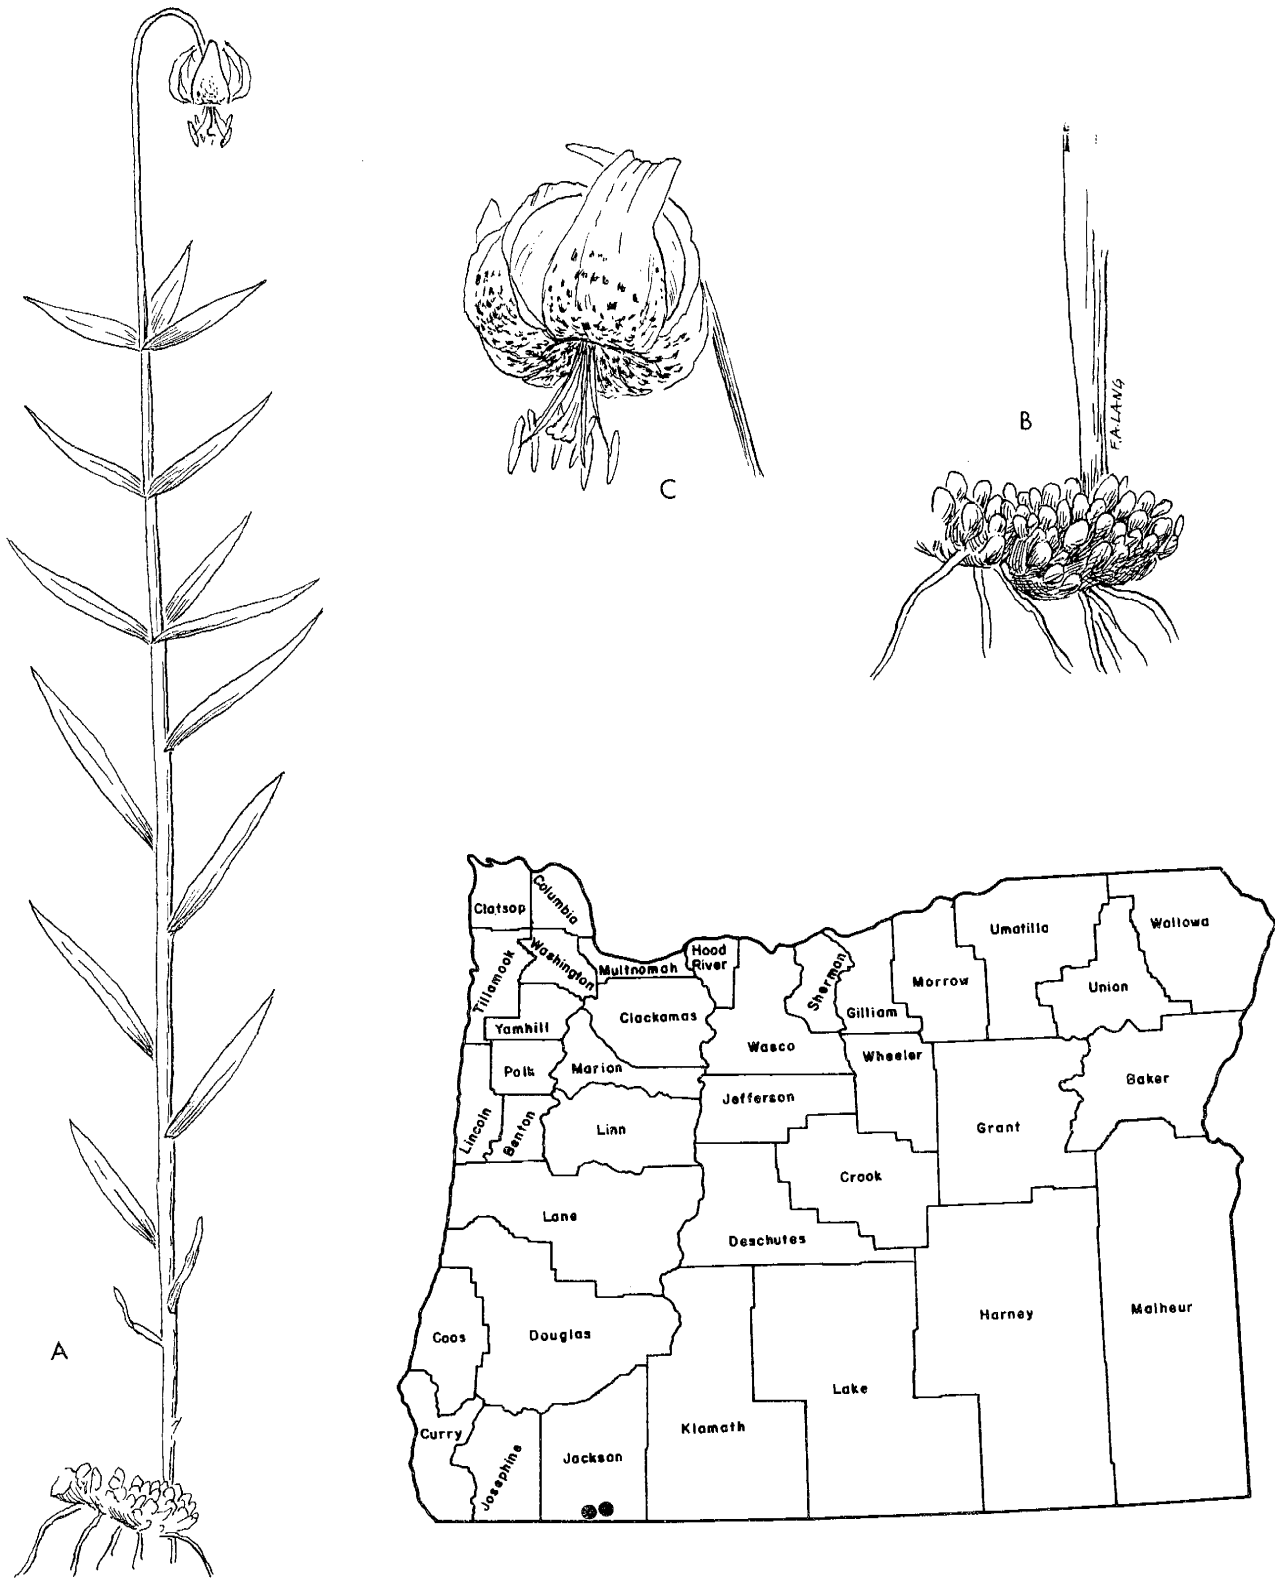 C
B
F.A.LANG
A
Clatsop
Columbia
Tillamook
Washington
Multnomah
Hood
River
Sherman
Gilliam
Morrow
Umatilla
Union
Wallowa
Yamhill
Clackamas
Wasco
Wheeler
Polk
Marion
Jefferson
Baker
Lincoln
Benton
Linn
Grant
Crook
Lane
Deschutes
Harney
Malheur
Coos
Douglas
Lake
Curry
Josephine
Jackson
Klamath